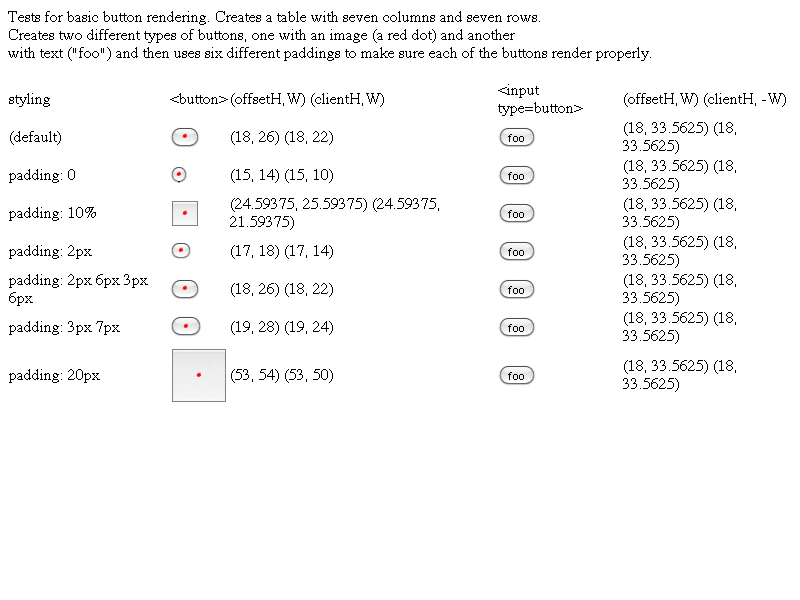 Tests for basic button rendering. Creates a table with seven columns and seven rows.
Creates two different types of buttons, one with an image (a red dot) and another
with text ("foo") and then uses six different paddings to make sure each of the buttons render properly.
styling <button> (offsetH, W) (clientH, W) <input type=button> (offsetH, W) (clientH, -W)
(default) (18, 26) (18, 22) foo (18, 33.5625) (18, 33.5625)
padding: 0 (15, 14) (15, 10) foo (18, 33.5625) (18, 33.5625)
padding: 10% (24.59375, 25.59375) (24.59375, 21.59375) foo (18, 33.5625) (18, 33.5625)
padding: 2px (17, 18) (17, 14) foo (18, 33.5625) (18, 33.5625)
padding: 2px 6px 3px 6px (18, 26) (18, 22) foo (18, 33.5625) (18, 33.5625)
padding: 3px 7px (19, 28) (19, 24) foo (18, 33.5625) (18, 33.5625)
padding: 20px (53, 54) (53, 50) foo (18, 33.5625) (18, 33.5625)